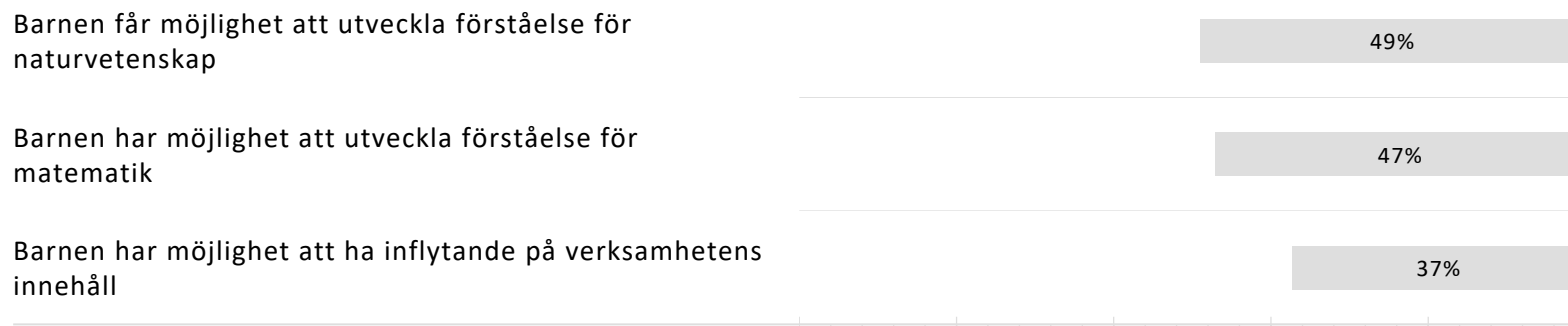 Barnen får möjlighet att utveckla förståelse för
naturvetenskap
49%
Barnen har möjlighet att utveckla förståelse för
matematik
47%
Barnen har möjlighet att ha inflytande på verksamhetens
innehåll
37%